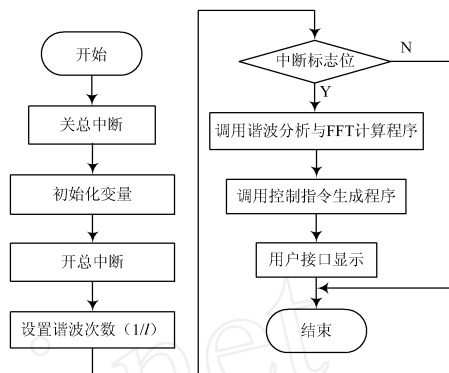 开始
关总中断
初始化变量
开总中断
设置谐波次数（1/l）
中断标志位
N
Y
调用谐波分析与FFT计算程序
调用控制指令生成程序
用户接口显示
结束